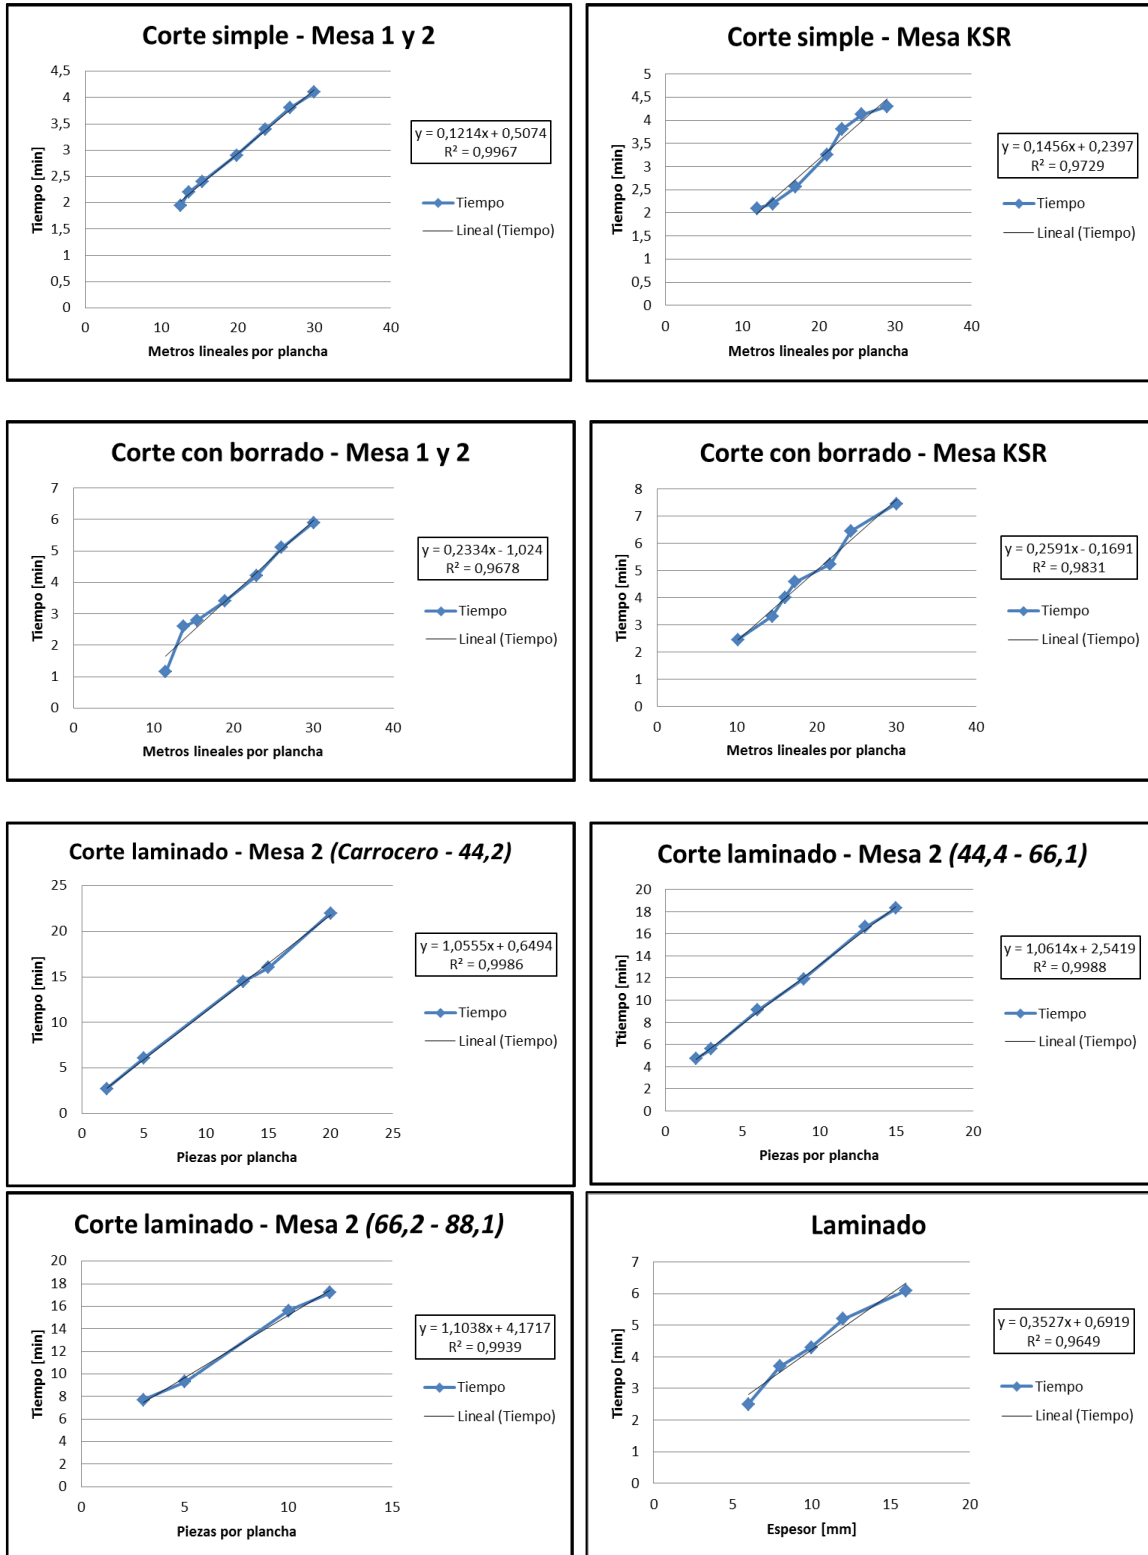 Corte simple - Mesa 1 y 2
Tiempo [min]
4,5
4
3,5
3
2,5
2
1,5
1
0,5
0
0 10 20 30 40
Metros lineales por plancha
y = 0,1214x + 0,5074
R² = 0,9967
Tiempo
Lineal (Tiempo)
Corte simple - Mesa KSR
Tiempo [min]
5
4,5
4
3,5
3
2,5
2
1,5
1
0,5
0
0 10 20 30 40
Metros lineales por plancha
y = 0,1456x + 0,2397
R² = 0,9729
Tiempo
Lineal (Tiempo)
Corte con borrado - Mesa 1 y 2
Tiempo [min]
7
6
5
4
3
2
1
0
0 10 20 30 40
Metros lineales por plancha
y = 0,2334x - 1,024
R² = 0,9678
Tiempo
Lineal (Tiempo)
Corte con borrado - Mesa KSR
Tiempo [min]
8
7
6
5
4
3
2
1
0
0 10 20 30 40
Metros lineales por plancha
y = 0,2591x - 0,1691
R² = 0,9831
Tiempo
Lineal (Tiempo)
Corte laminado - Mesa 2 (Carrocero - 44,2)
Tiempo [min]
25
20
15
10
5
0
0 5 10 15 20 25
Piezas por plancha
y = 1,0555x + 0,6494
R² = 0,9986
Tiempo
Lineal (Tiempo)
Corte laminado - Mesa 2 (44,4 - 66,1)
Ttiempo [min]
20
18
16
14
12
10
8
6
4
2
0
0 5 10 15 20
Piezas por plancha
y = 1,0614x + 2,5419
R² = 0,9988
Tiempo
Lineal (Tiempo)
Corte laminado - Mesa 2 (66,2 - 88,1)
Tiempo [min]
20
18
16
14
12
10
8
6
4
2
0
0 5 10 15
Piezas por plancha
y = 1,1038x + 4,1717
R² = 0,9939
Tiempo
Lineal (Tiempo)
Laminado
Tiempo [min]
7
6
5
4
3
2
1
0
0 5 10 15 20
Espesor [mm]
y = 0,3527x + 0,6919
R² = 0,9649
Tiempo
Lineal (Tiempo)